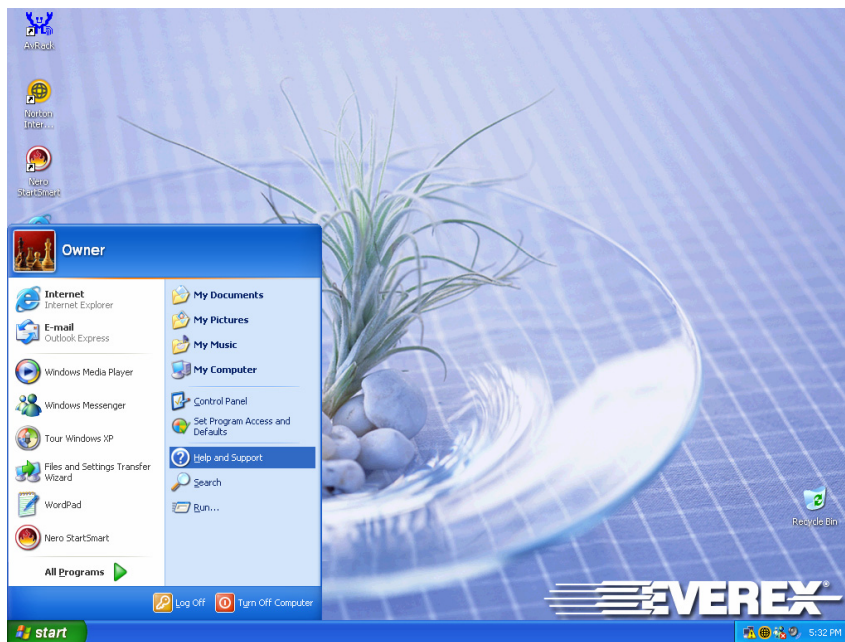 AvRack
Norton
Inter...
Nero
StartSmart
Owner
Internet
Internet Explorer
E-mail
Outlook Express
Windows Media Player
Windows Messenger
Tour Windows XP
Files and Settings Transfer
Wizard
WordPad
Nero StartSmart
All Programs
My Documents
My Pictures
My Music
My Computer
Control Panel
Set Program Access and
Defaults
Help and Support
Search
Run...
Log Off
Turn Off Computer
Recycle Bin
EVEREX®
start
5:32 PM